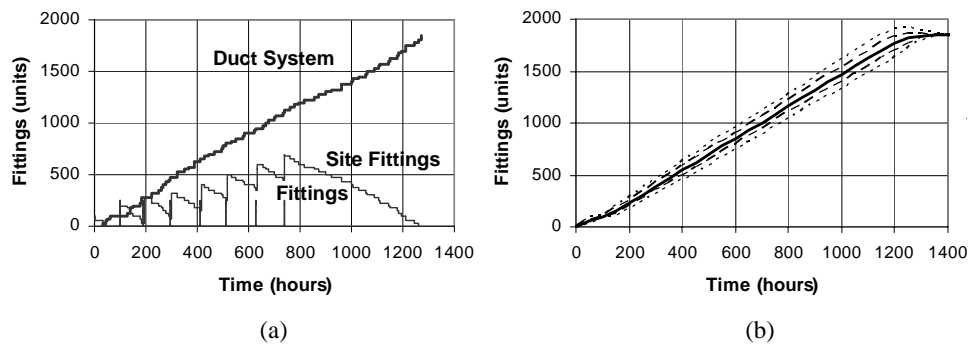 2000
1500
1000
500
0
Fittings (units)
Duct System
Site Fittings
Fittings
0 200 400 600 800 1000 1200 1400
Time (hours)
(a)
2000
1500
1000
500
0
Fittings (units)
0 200 400 600 800 1000 1200 1400
Time (hours)
(b)